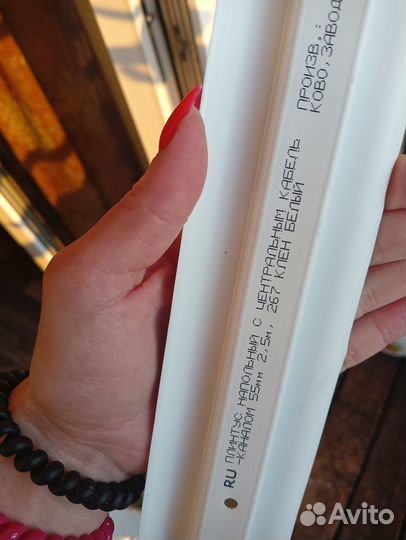 RU ПЛИНТУС НАПОЛЬНЫЙ С ЦЕНТРАЛЬНЫМ КАБЕЛЬ ПРОИЗВ.:
-КАНАЛОМ 55мм 2,5м, 267 КЛЕН БЕЛЫЙ КОВО, ЗАВОД
Avito